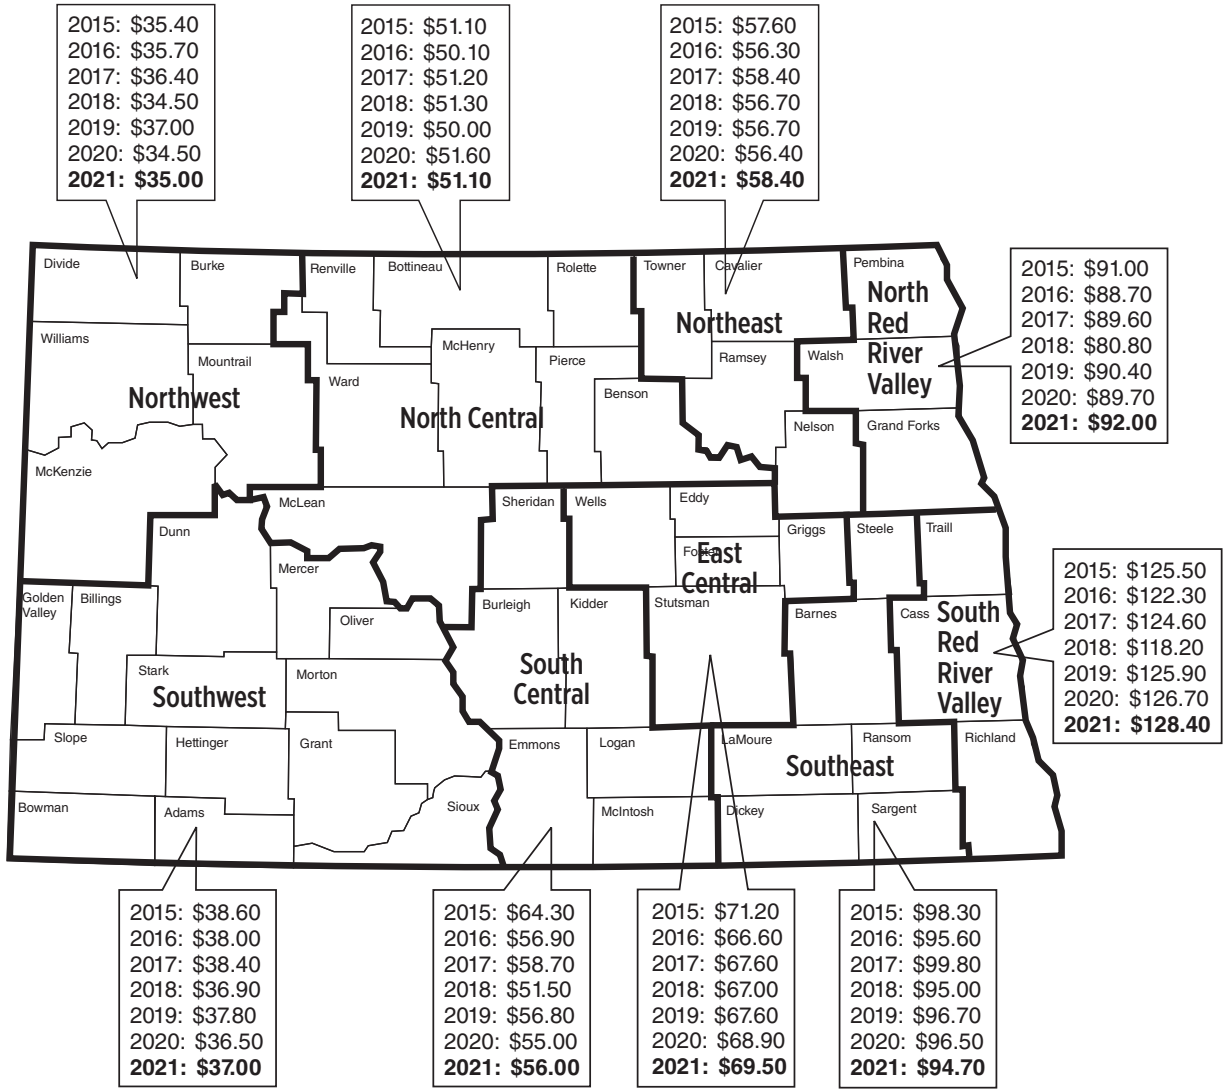 2015: $35.40
2016: $35.70
2017: $36.40
2018: $34.50
2019: $37.00
2020: $34.50
2021: $35.00
2015: $51.10
2016: $50.10
2017: $51.20
2018: $51.30
2019: $50.00
2020: $51.60
2021: $51.10
2015: $57.60
2016: $56.30
2017: $58.40
2018: $56.70
2019: $56.70
2020: $56.40
2021: $58.40
2015: $91.00
2016: $88.70
2017: $89.60
2018: $80.80
2019: $90.40
2020: $89.70
2021: $92.00
Divide
Burke
Williams
Mountrail
Northwest
McKenzie
Renville
Bottineau
Rolette
McHenry
Pierce
Ward
Benson
North Central
McLean
Towner
Cavalier
Northeast
Ramsey
Nelson
Pembina
North
Red
River
Valley
Walsh
Grand Forks
Dunn
Mercer
Oliver
Golden
Valley
Billings
Stark
Morton
Southwest
Slope
Hettinger
Grant
Bowman
Adams
Sioux
Sheridan
Burleigh
Kidder
South
Central
Emmons
Logan
McIntosh
Wells
Eddy
Foster
East
Central
Stutsman
Griggs
Steele
Barnes
LaMoure
Ransom
Southeast
Dickey
Sargent
Traill
Cass
South
Red
River
Valley
Richland
2015: $125.50
2016: $122.30
2017: $124.60
2018: $118.20
2019: $125.90
2020: $126.70
2021: $128.40
2015: $38.60
2016: $38.00
2017: $38.40
2018: $36.90
2019: $37.80
2020: $36.50
2021: $37.00
2015: $64.30
2016: $56.90
2017: $58.70
2018: $51.50
2019: $56.80
2020: $55.00
2021: $56.00
2015: $71.20
2016: $66.60
2017: $67.60
2018: $67.00
2019: $67.60
2020: $68.90
2021: $69.50
2015: $98.30
2016: $95.60
2017: $99.80
2018: $95.00
2019: $96.70
2020: $96.50
2021: $94.70